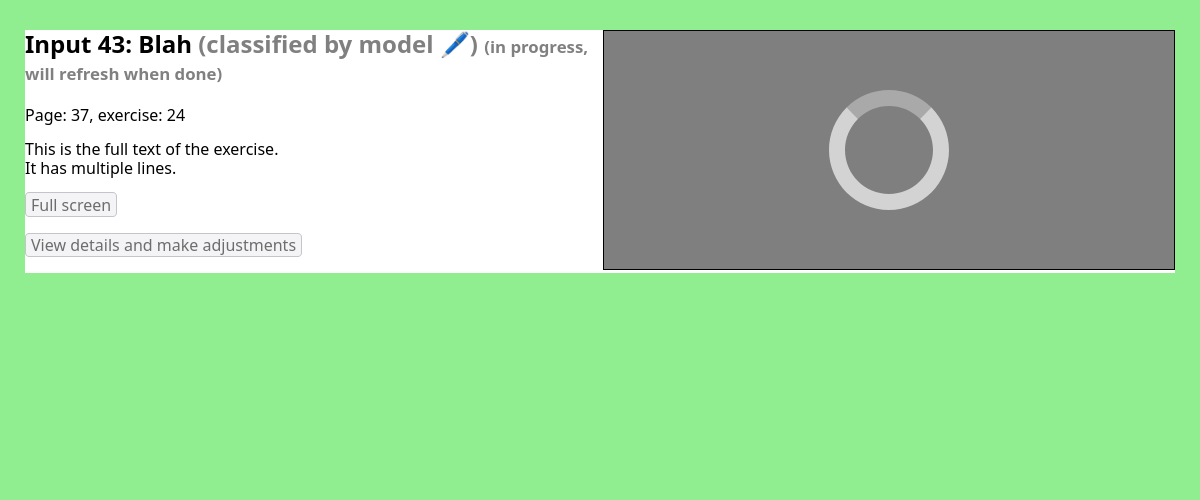 Input 43: Blah (classified by model 🖊️) (in progress,
will refresh when done)
Page: 37, exercise: 24
This is the full text of the exercise.
It has multiple lines.
Full screen
View details and make adjustments